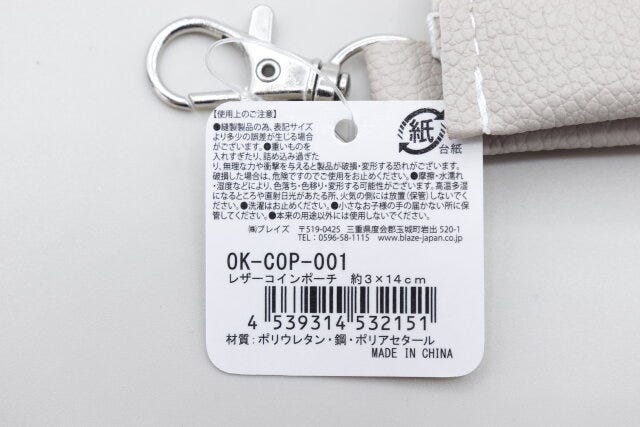 【使用上のご注意】
●縫製製品の為、表記サイズ
より多少の誤差が生じる場合
がございます。●重いものを
入れすぎたり、詰め込み過ぎた
り、無理な力や衝撃を与えると製品が破損・変形する恐れがございます。
破損した場合は、危険ですのでご使用をお止めください。●摩擦・水濡れ
・湿度などにより、色落ち・色移り・変形する可能性がございます。高温多湿
になるところや直射日光があたる所、火気の側には放置(保管)しないでくだ
さい。●洗濯はお止めください。●小さなお子様の手の届かない所に保
管してください。●本来の用途以外には使用しないでください。
紙
台紙
㈱ブレイズ 〒519-0425 三重県度会郡玉城町岩出 520-1
TEL:0596-58-1115 www.blaze-japan.co.jp
OK-COP-001
レザーコインポーチ 約3×14cm
4 539314 532151
材質:ポリウレタン・鋼・ポリアセタール
MADE IN CHINA